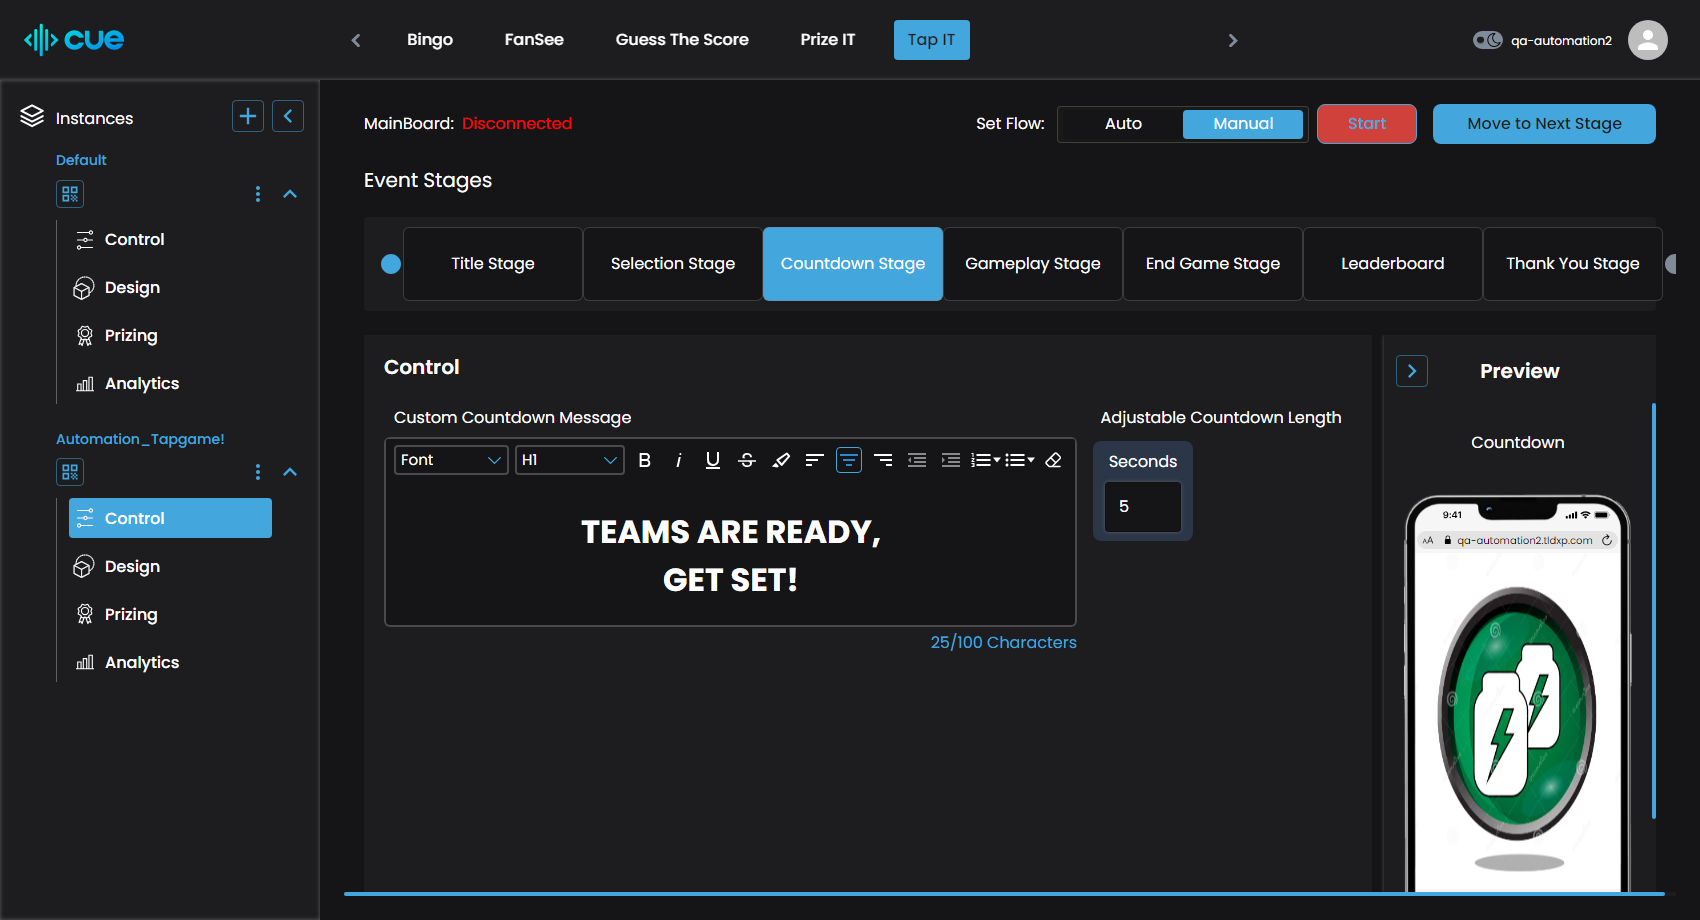 cue
Bingo
FanSee
Guess The Score
Prize IT
Tap IT
qa-automation2
Instances
Default
Control
Design
Prizing
Analytics
Automation_Tapgame!
Control
Design
Prizing
Analytics
MainBoard: Disconnected
Set Flow:
Auto
Manual
Start
Move to Next Stage
Event Stages
Title Stage
Selection Stage
Countdown Stage
Gameplay Stage
End Game Stage
Leaderboard
Thank You Stage
Control
Custom Countdown Message
Font
H1
B
i
U
S
TEAMS ARE READY,
GET SET!
25/100 Characters
Adjustable Countdown Length
Seconds
5
Preview
Countdown
9:41
AA
qa-automation2.tldxp.com